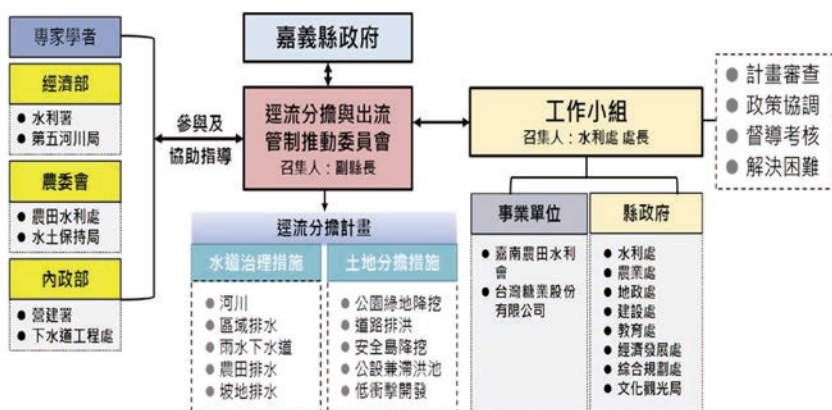 專家學者
經濟部
● 水利署
● 第五河川局
農委會
● 農田水利處
● 水土保持局
內政部
● 營建署
● 下水道工程處
參與及
協助指導
嘉義縣政府
逕流分擔與出流
管制推動委員會
召集人：副縣長
逕流分擔計畫
水道治理措施
● 河川
● 區域排水
● 雨水下水道
● 農田排水
● 坡地排水
土地分擔措施
● 公園綠地降挖
● 道路排洪
● 安全島降挖
● 公設兼滯洪池
● 低衝擊開發
工作小組
召集人：水利處 處長
事業單位
● 嘉南農田水利
會
● 台灣糖業股份
有限公司
縣政府
● 水利處
● 農業處
● 地政處
● 建設處
● 教育處
● 經濟發展處
● 綜合規劃處
● 文化觀光局
● 計畫審查
● 政策協調
● 督導考核
● 解決困難